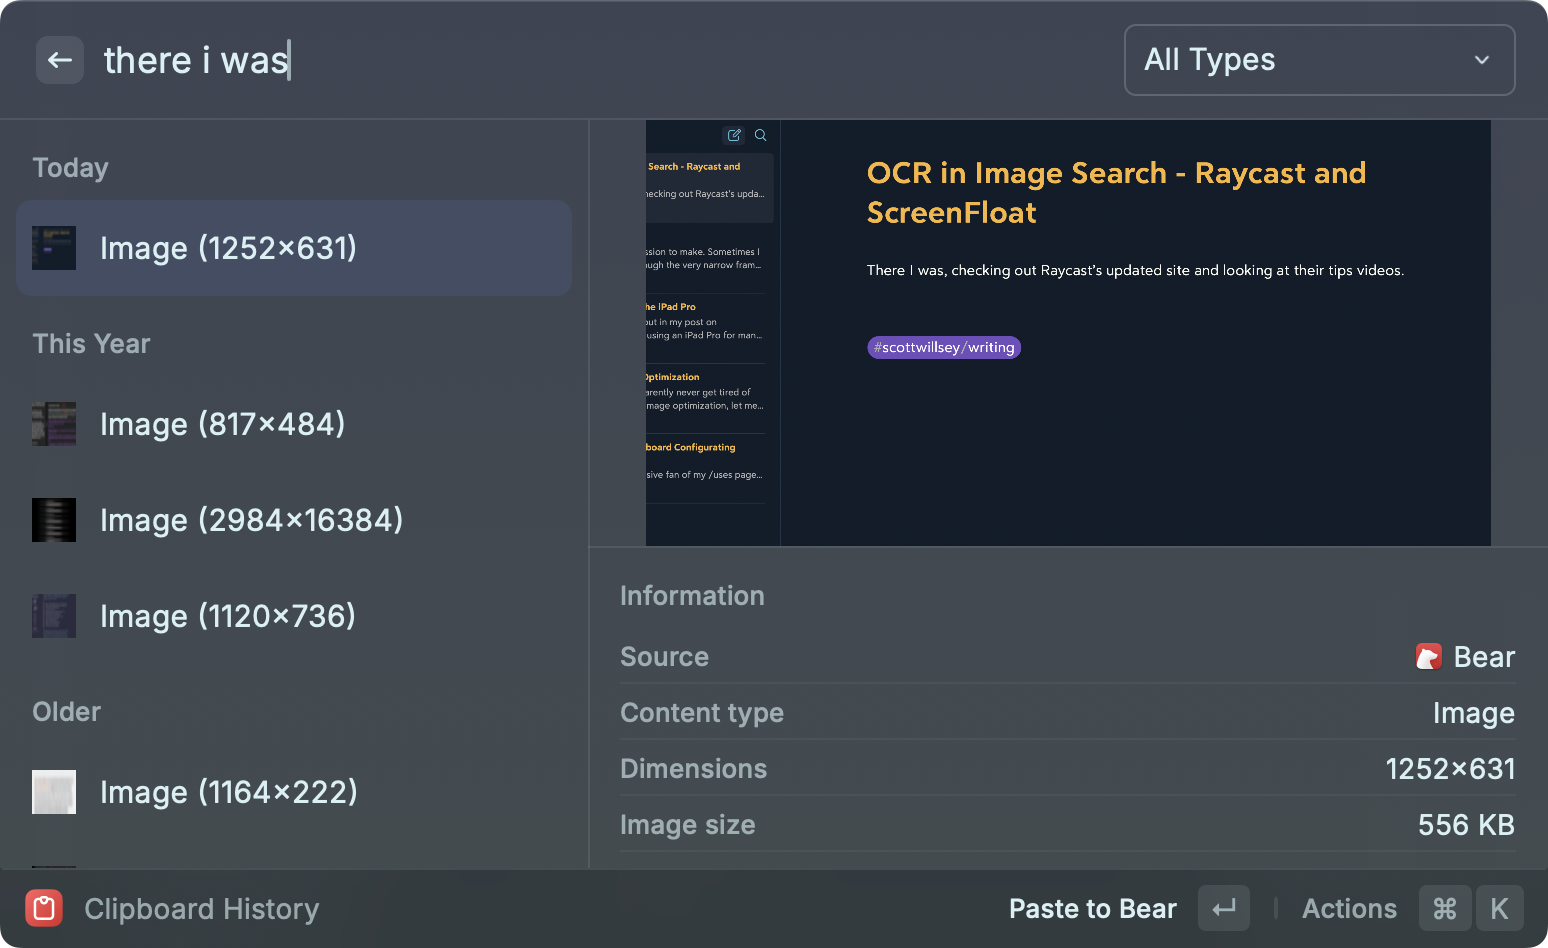 there i was
All Types
Today
Image (1252×631)
This Year
Image (817×484)
Image (2984×16384)
Image (1120×736)
Older
Image (1164×222)
Search - Raycast and
hecking out Raycast's upda...
ssion to make. Sometimes I
ugh the very narrow fram...
he iPad Pro
out in my post on
using an iPad Pro for man...
Optimization
arently never get tired of
mage optimization, let me...
board Configurating
sive fan of my /uses page...
OCR in Image Search - Raycast and
ScreenFloat
There I was, checking out Raycast's updated site and looking at their tips videos.
#scottwillsey/writing
Information
Source
Bear
Content type
Image
Dimensions
1252×631
Image size
556 KB
Clipboard History
Paste to Bear
Actions
⌘ K